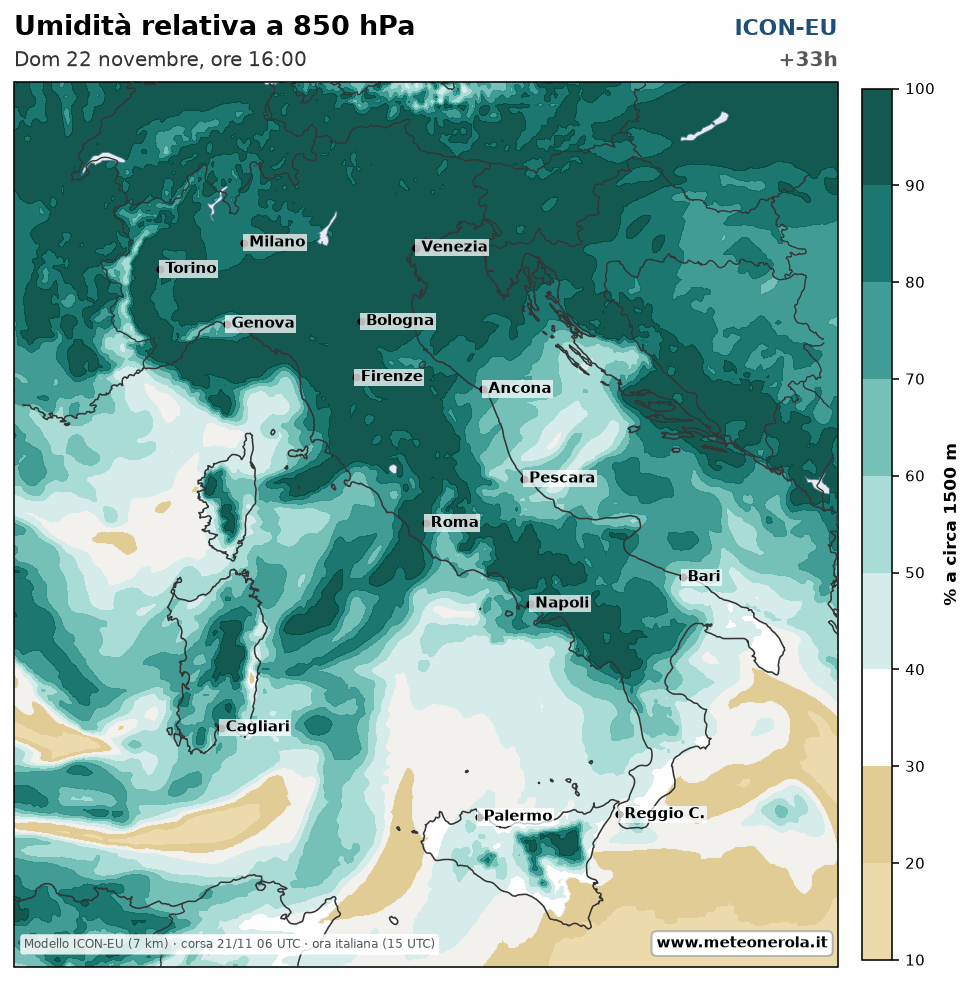 Umidità relativa a 850 hPa
ICON-EU
Dom 22 novembre, ore 16:00
+33h
100
90
80
70
60
50
40
30
20
10
% a circa 1500 m
Milano
Venezia
Torino
Genova
Bologna
Firenze
Ancona
Pescara
Roma
Bari
Napoli
Cagliari
Palermo
Reggio C.
Modello ICON-EU (7 km) · corsa 21/11 06 UTC · ora italiana (15 UTC)
www.meteonerola.it